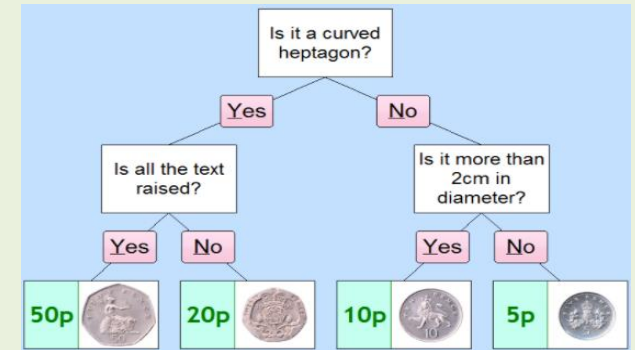 Is it a curved
heptagon?
Yes
No
Is all the text
raised?
Is it more than
2cm in
diameter?
Yes
No
Yes
No
50p
20p
10p
10
5p